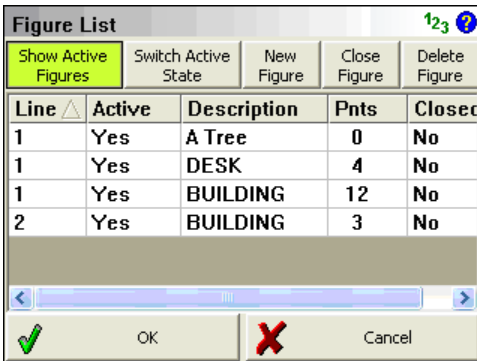 Figure List 1 2 3 ?
Show Active Figures Switch Active State New Figure Close Figure Delete Figure
Line Active Description Pnts Closed
1 Yes A Tree 0 No
1 Yes DESK 4 No
1 Yes BUILDING 12 No
2 Yes BUILDING 3 No
OK Cancel